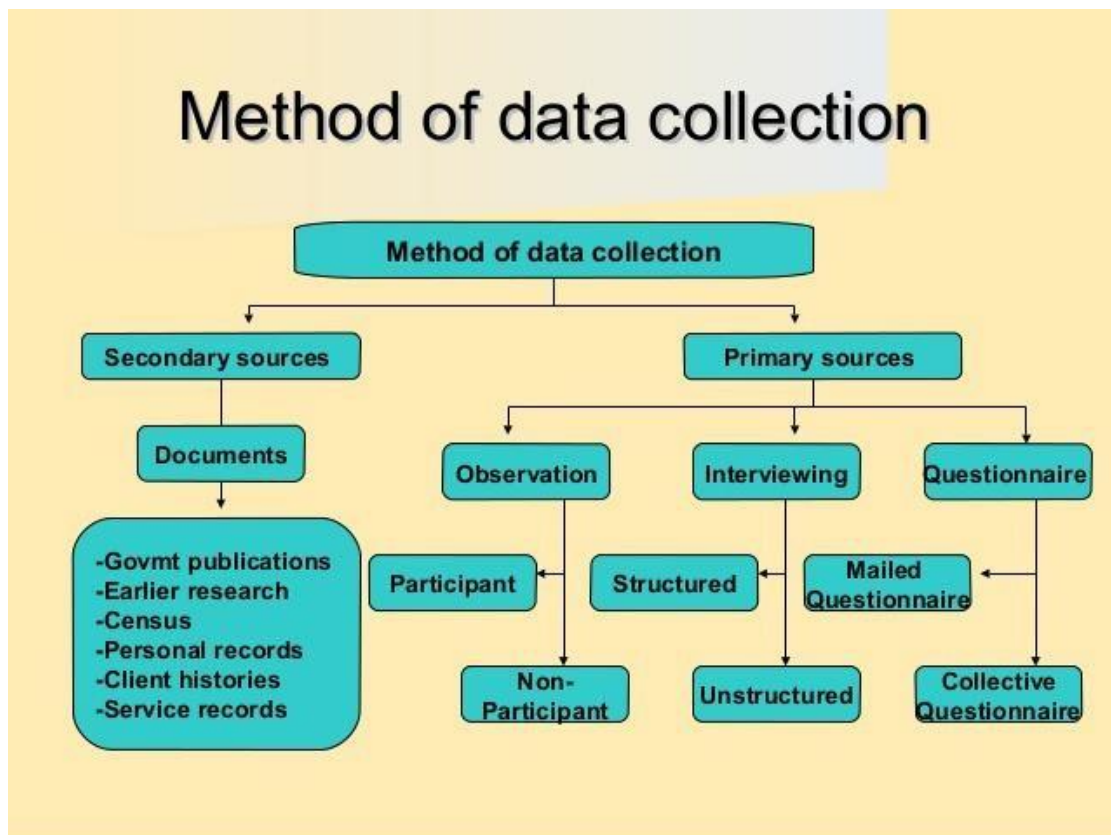 Method of data collection
Method of data collection
Secondary sources
Primary sources
Documents
Observation
Interviewing
Questionnaire
-Govmt publications
-Earlier research
-Census
-Personal records
-Client histories
-Service records
Participant
Structured
Mailed
Questionnaire
Non-
Participant
Unstructured
Collective
Questionnaire